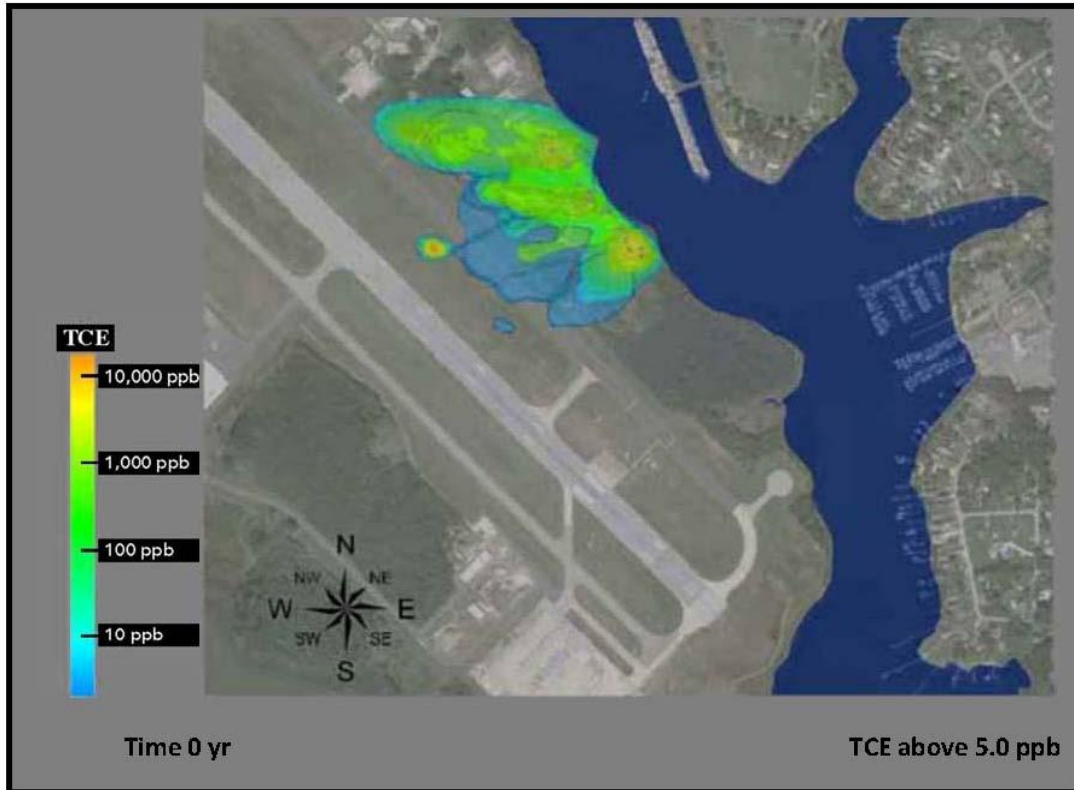 TCE
10,000 ppb
1,000 ppb
100 ppb
10 ppb
N
NW NE
W E
SW SE
S
Time 0 yr
TCE above 5.0 ppb